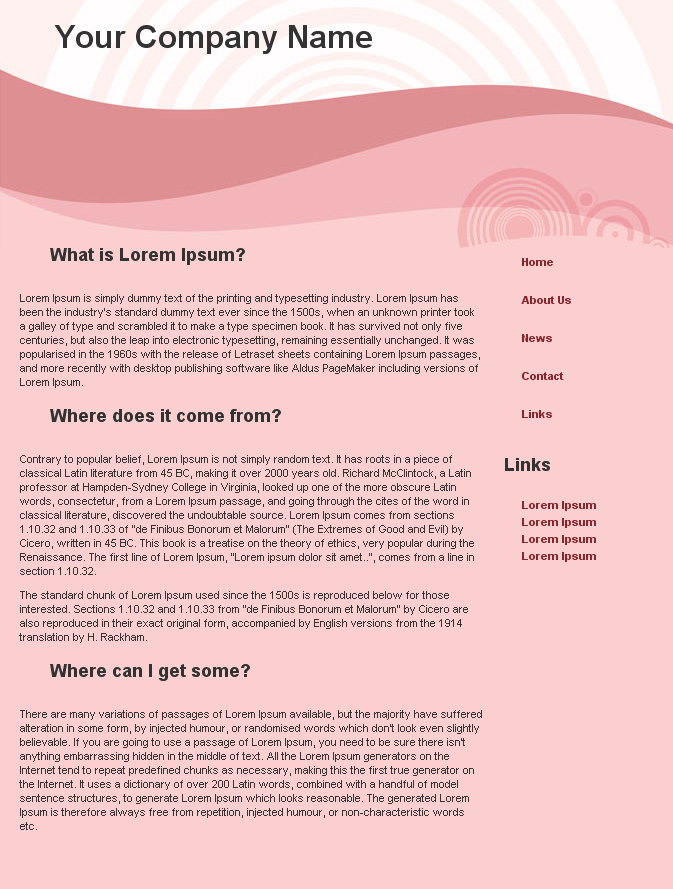 Your Company Name
What is Lorem Ipsum?
Lorem Ipsum is simply dummy text of the printing and typesetting industry. Lorem Ipsum has
been the industry's standard dummy text ever since the 1500s, when an unknown printer took
a galley of type and scrambled it to make a type specimen book. It has survived not only five
centuries, but also the leap into electronic typesetting, remaining essentially unchanged. It was
popularised in the 1960s with the release of Letraset sheets containing Lorem Ipsum passages,
and more recently with desktop publishing software like Aldus PageMaker including versions of
Lorem Ipsum.
Where does it come from?
Contrary to popular belief, Lorem Ipsum is not simply random text. It has roots in a piece of
classical Latin literature from 45 BC, making it over 2000 years old. Richard McClintock, a Latin
professor at Hampden-Sydney College in Virginia, looked up one of the more obscure Latin
words, consectetur, from a Lorem Ipsum passage, and going through the cites of the word in
classical literature, discovered the undoubtable source. Lorem Ipsum comes from sections
1.10.32 and 1.10.33 of "de Finibus Bonorum et Malorum" (The Extremes of Good and Evil) by
Cicero, written in 45 BC. This book is a treatise on the theory of ethics, very popular during the
Renaissance. The first line of Lorem Ipsum, "Lorem ipsum dolor sit amet..", comes from a line in
section 1.10.32.
The standard chunk of Lorem Ipsum used since the 1500s is reproduced below for those
interested. Sections 1.10.32 and 1.10.33 from "de Finibus Bonorum et Malorum" by Cicero are
also reproduced in their exact original form, accompanied by English versions from the 1914
translation by H. Rackham.
Where can I get some?
There are many variations of passages of Lorem Ipsum available, but the majority have suffered
alteration in some form, by injected humour, or randomised words which don't look even slightly
believable. If you are going to use a passage of Lorem Ipsum, you need to be sure there isn't
anything embarrassing hidden in the middle of text. All the Lorem Ipsum generators on the
Internet tend to repeat predefined chunks as necessary, making this the first true generator on
the Internet. It uses a dictionary of over 200 Latin words, combined with a handful of model
sentence structures, to generate Lorem Ipsum which looks reasonable. The generated Lorem
Ipsum is therefore always free from repetition, injected humour, or non-characteristic words
etc.
Home
About Us
News
Contact
Links
Links
Lorem Ipsum
Lorem Ipsum
Lorem Ipsum
Lorem Ipsum